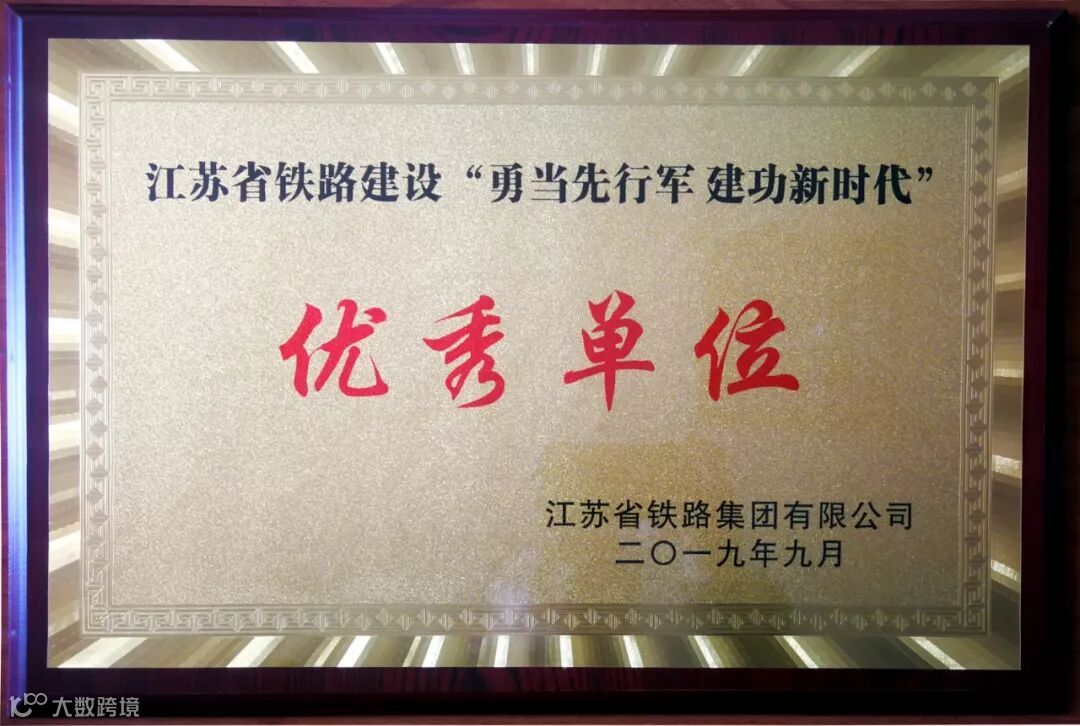 江苏省铁路建设“勇当先行军 建功新时代”
优秀单位
江苏省铁路集团有限公司
二〇一九年九月
大数跨境